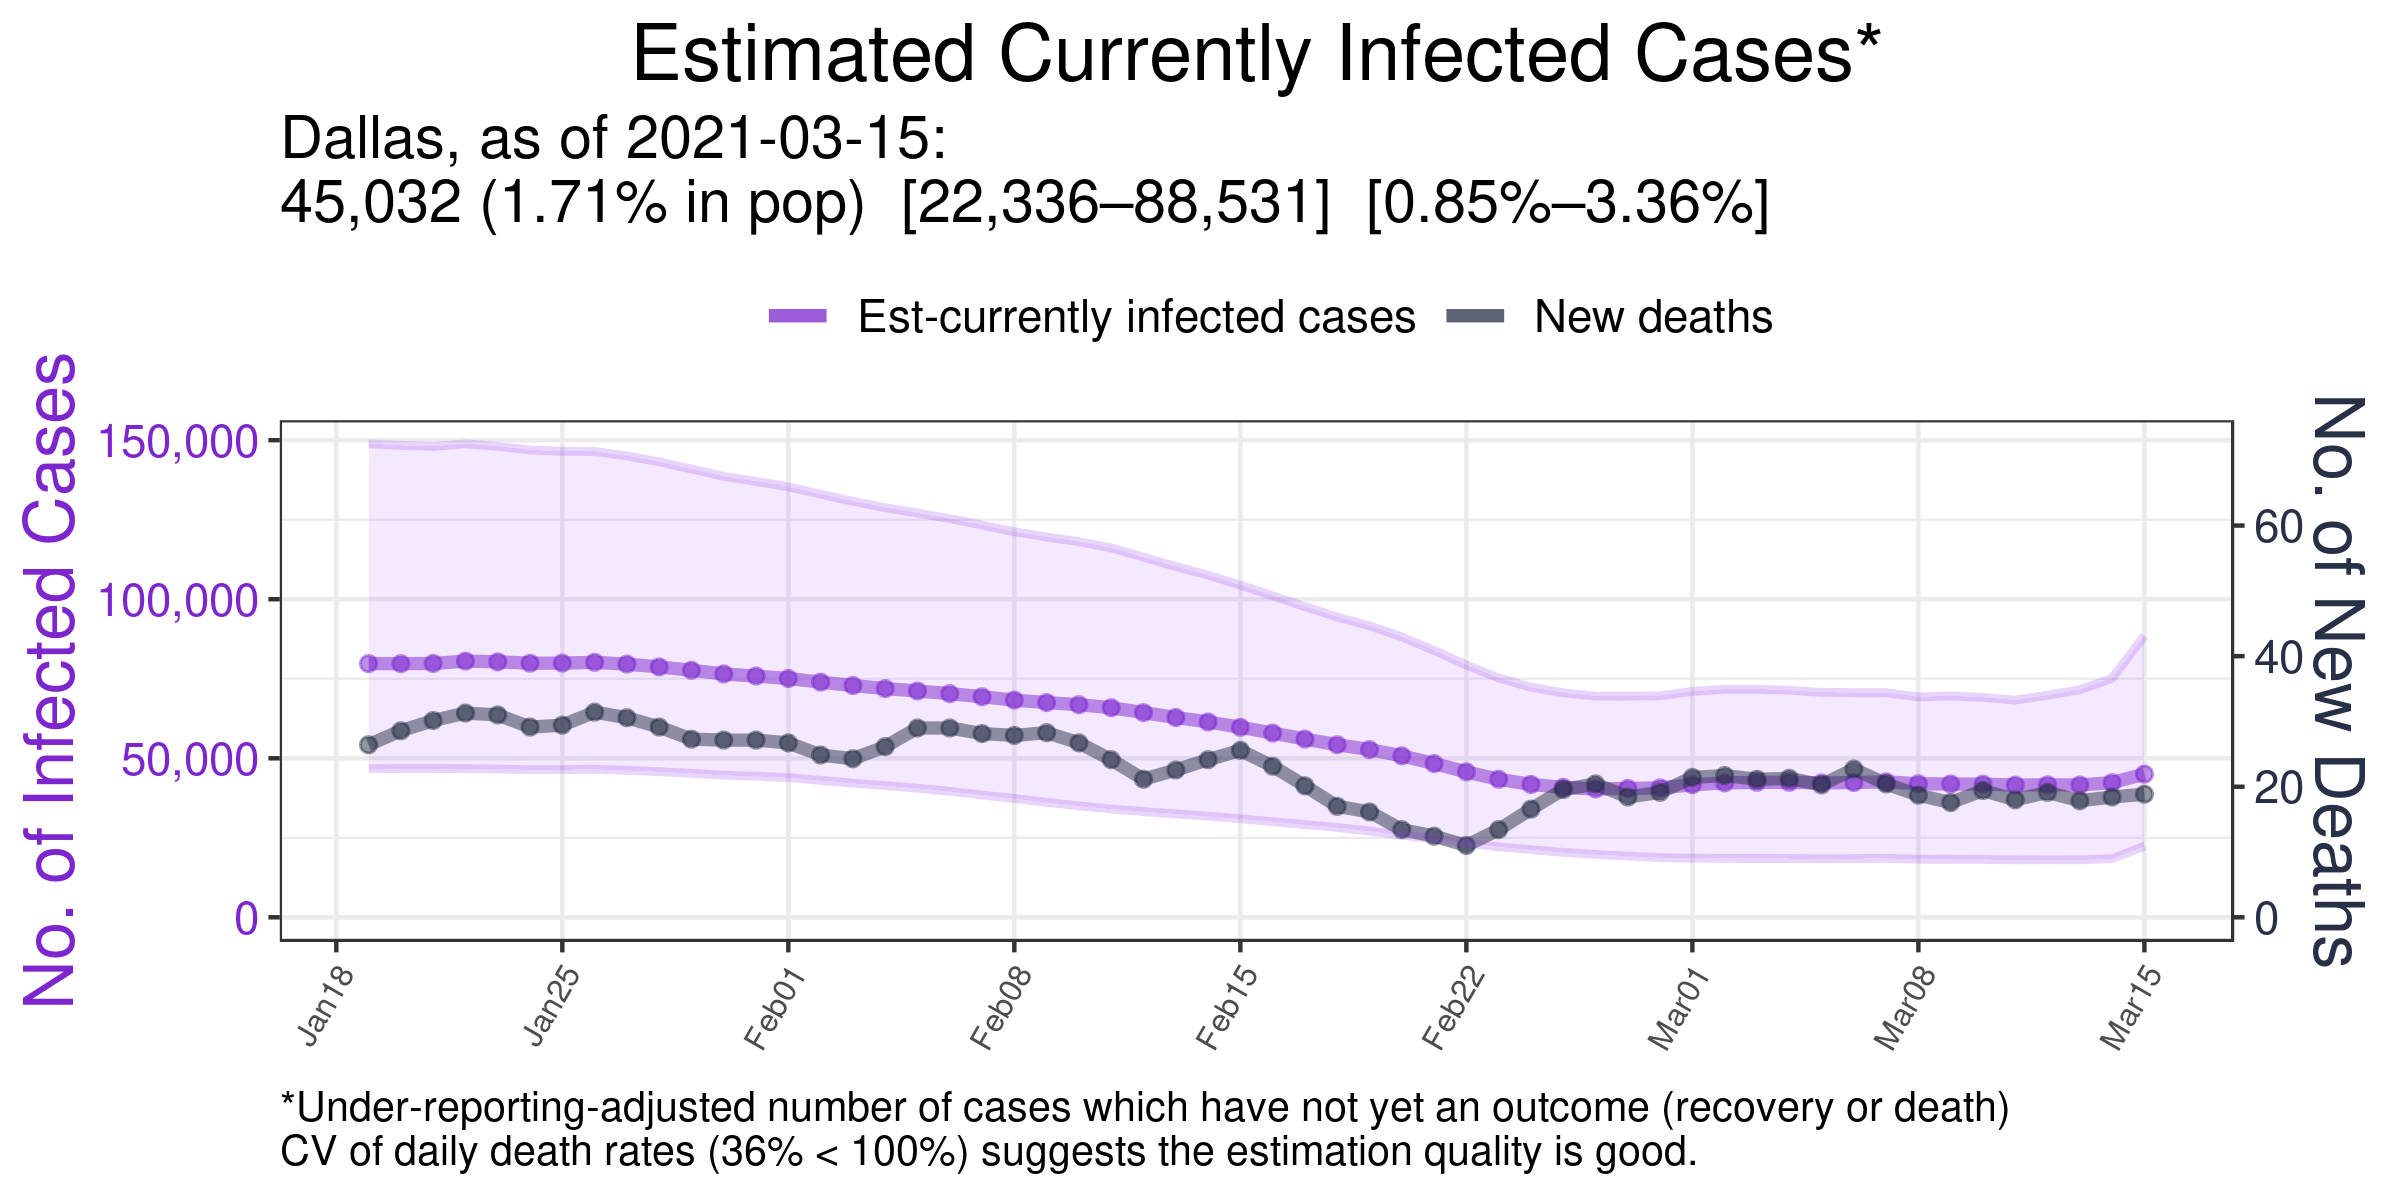 Estimated Currently Infected Cases*
Dallas, as of 2021-03-15:
45,032 (1.71% in pop)  [22,336–88,531]  [0.85%–3.36%]
Est-currently infected cases
New deaths
No. of Infected Cases
150,000
100,000
50,000
0
60
40
20
0
No. of New Deaths
Jan18
Jan25
Feb01
Feb08
Feb15
Feb22
Mar01
Mar08
Mar15
*Under-reporting-adjusted number of cases which have not yet an outcome (recovery or death)
CV of daily death rates (36% < 100%) suggests the estimation quality is good.